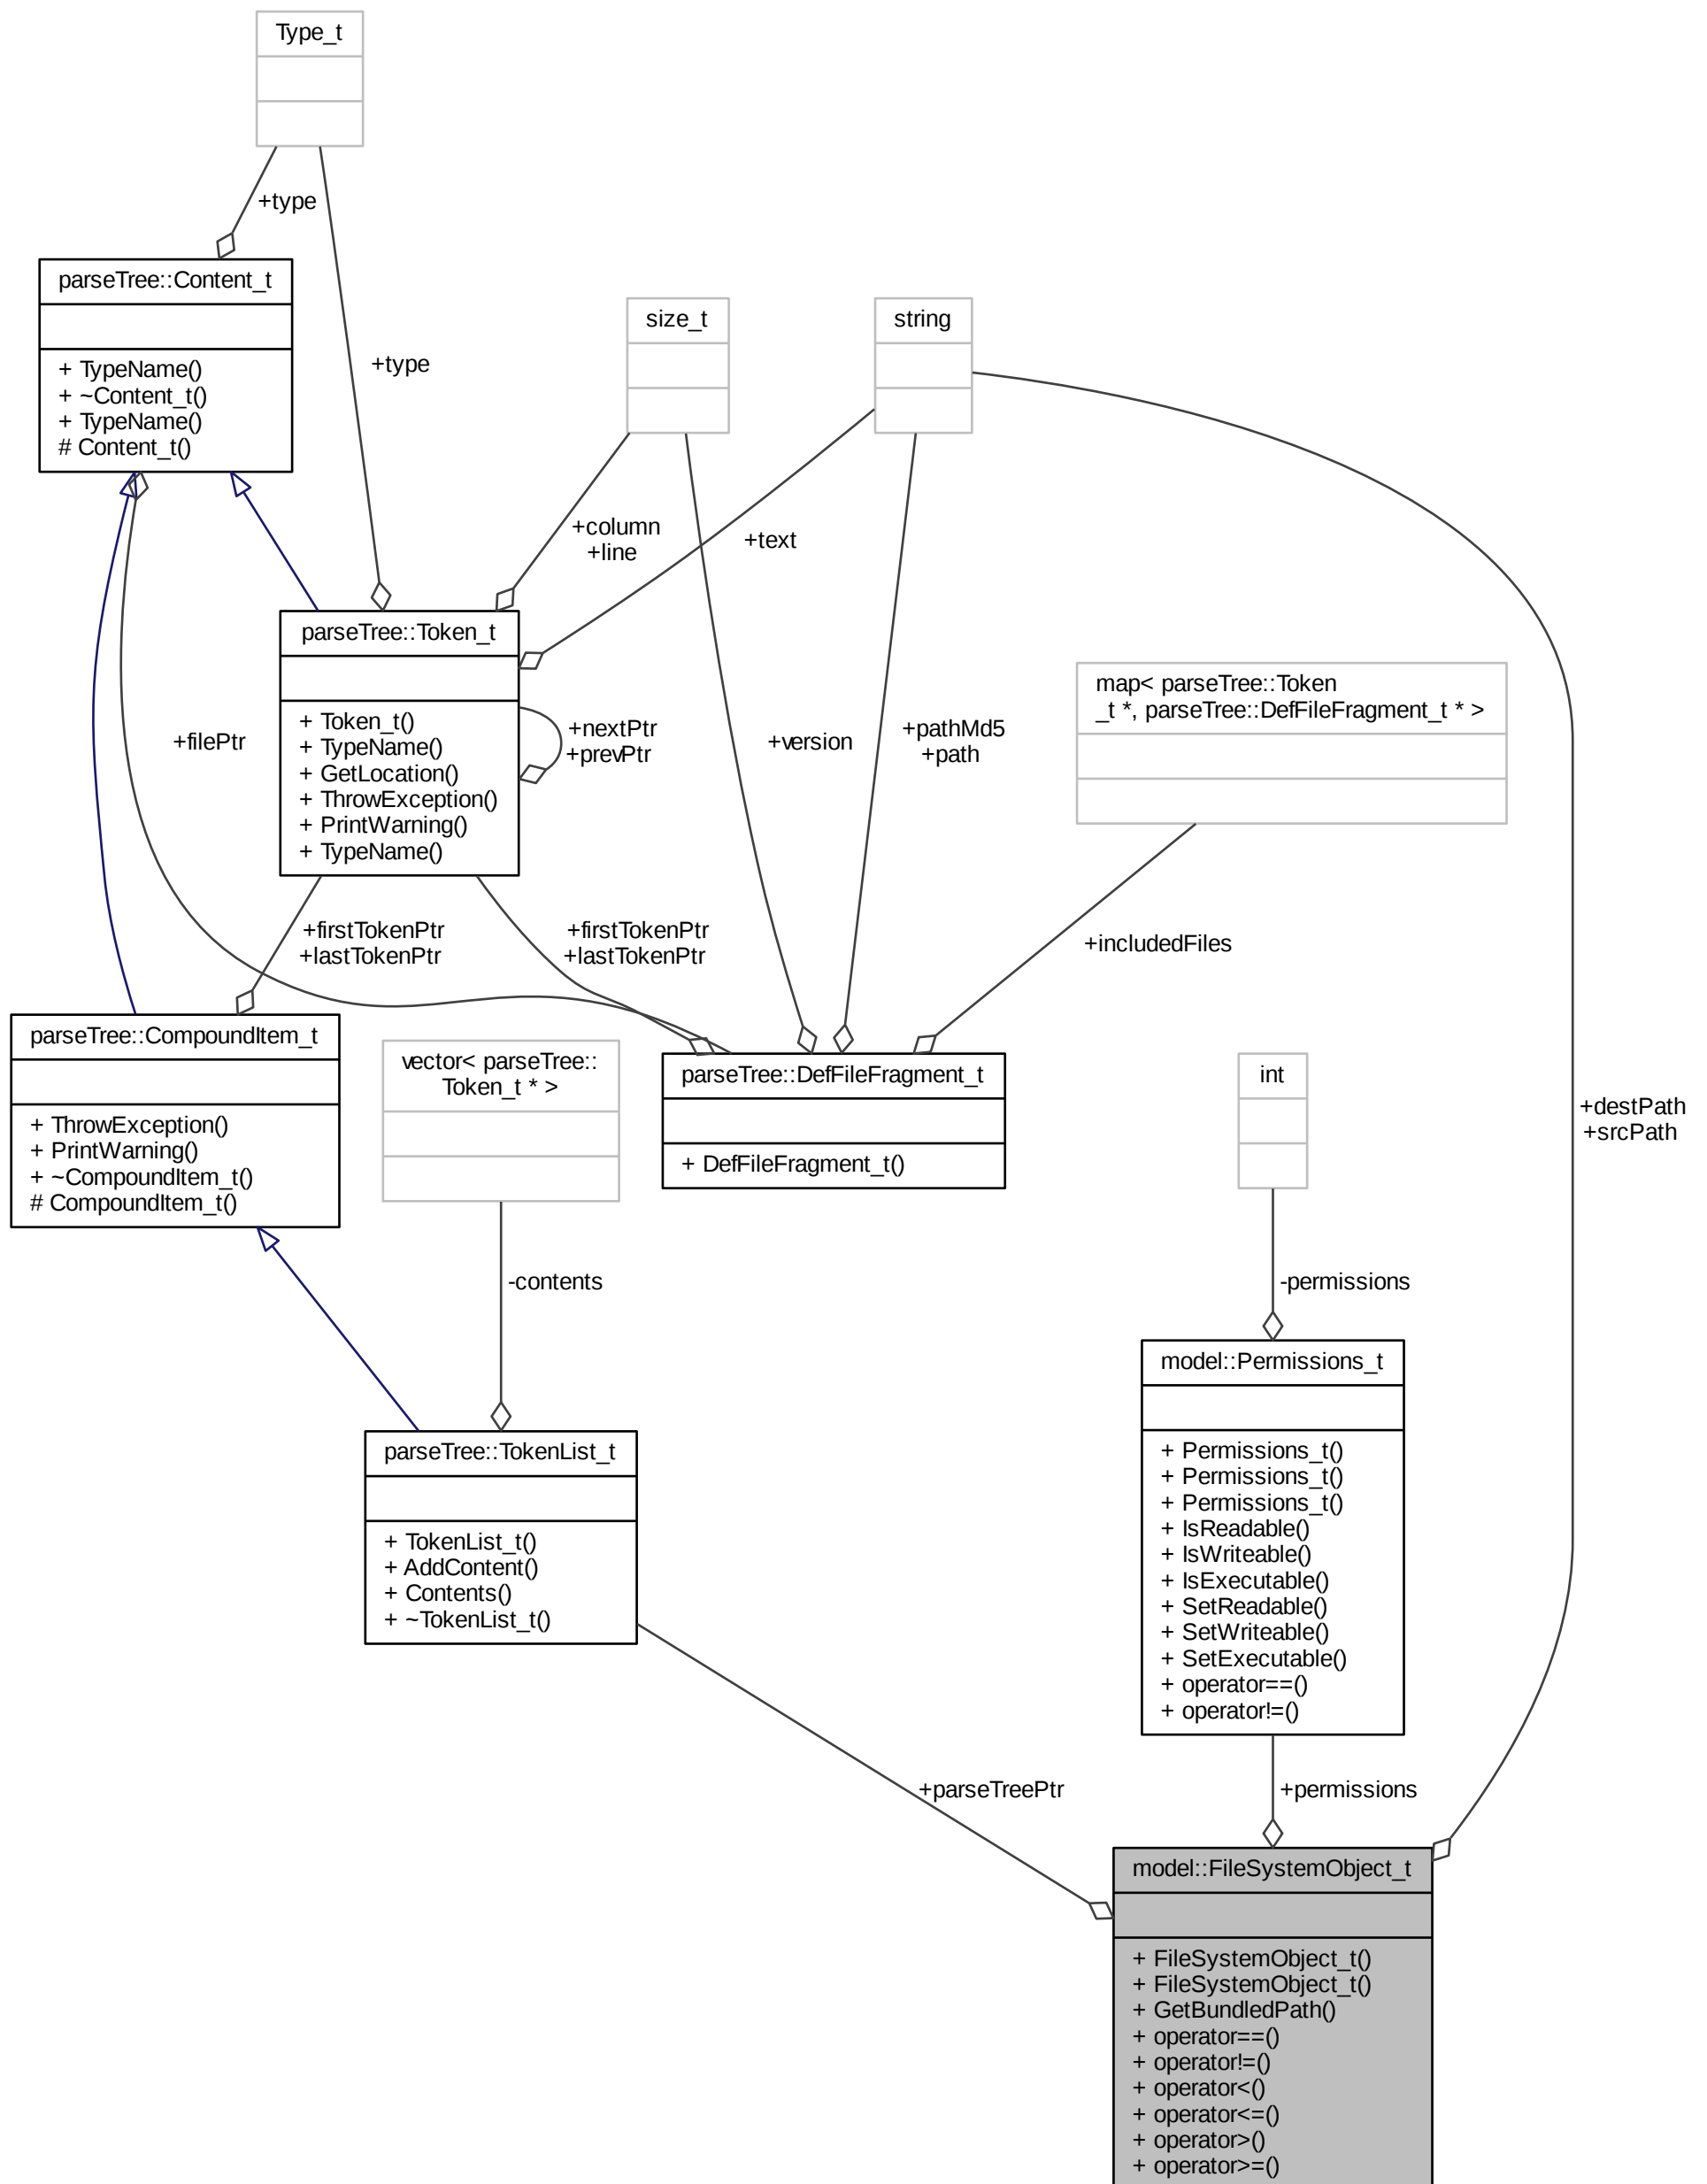 Type_t
+type
parseTree::Content_t
+ TypeName()
+ ~Content_t()
+ TypeName()
# Content_t()
size_t
string
+type
+column
+line
+text
parseTree::Token_t
+ Token_t()
+ TypeName()
+ GetLocation()
+ ThrowException()
+ PrintWarning()
+ TypeName()
+nextPtr
+prevPtr
+filePtr
+version
+pathMd5
+path
map< parseTree::Token
_t *, parseTree::DefFileFragment_t * >
+firstTokenPtr
+lastTokenPtr
+firstTokenPtr
+lastTokenPtr
+includedFiles
parseTree::CompoundItem_t
+ ThrowException()
+ PrintWarning()
+ ~CompoundItem_t()
# CompoundItem_t()
vector< parseTree::
Token_t * >
parseTree::DefFileFragment_t
+ DefFileFragment_t()
int
+destPath
+srcPath
-contents
-permissions
parseTree::TokenList_t
+ TokenList_t()
+ AddContent()
+ Contents()
+ ~TokenList_t()
model::Permissions_t
+ Permissions_t()
+ Permissions_t()
+ Permissions_t()
+ IsReadable()
+ IsWriteable()
+ IsExecutable()
+ SetReadable()
+ SetWriteable()
+ SetExecutable()
+ operator==()
+ operator!=()
+parseTreePtr
+permissions
model::FileSystemObject_t
+ FileSystemObject_t()
+ FileSystemObject_t()
+ GetBundledPath()
+ operator==()
+ operator!=()
+ operator<()
+ operator<=()
+ operator>()
+ operator>=()